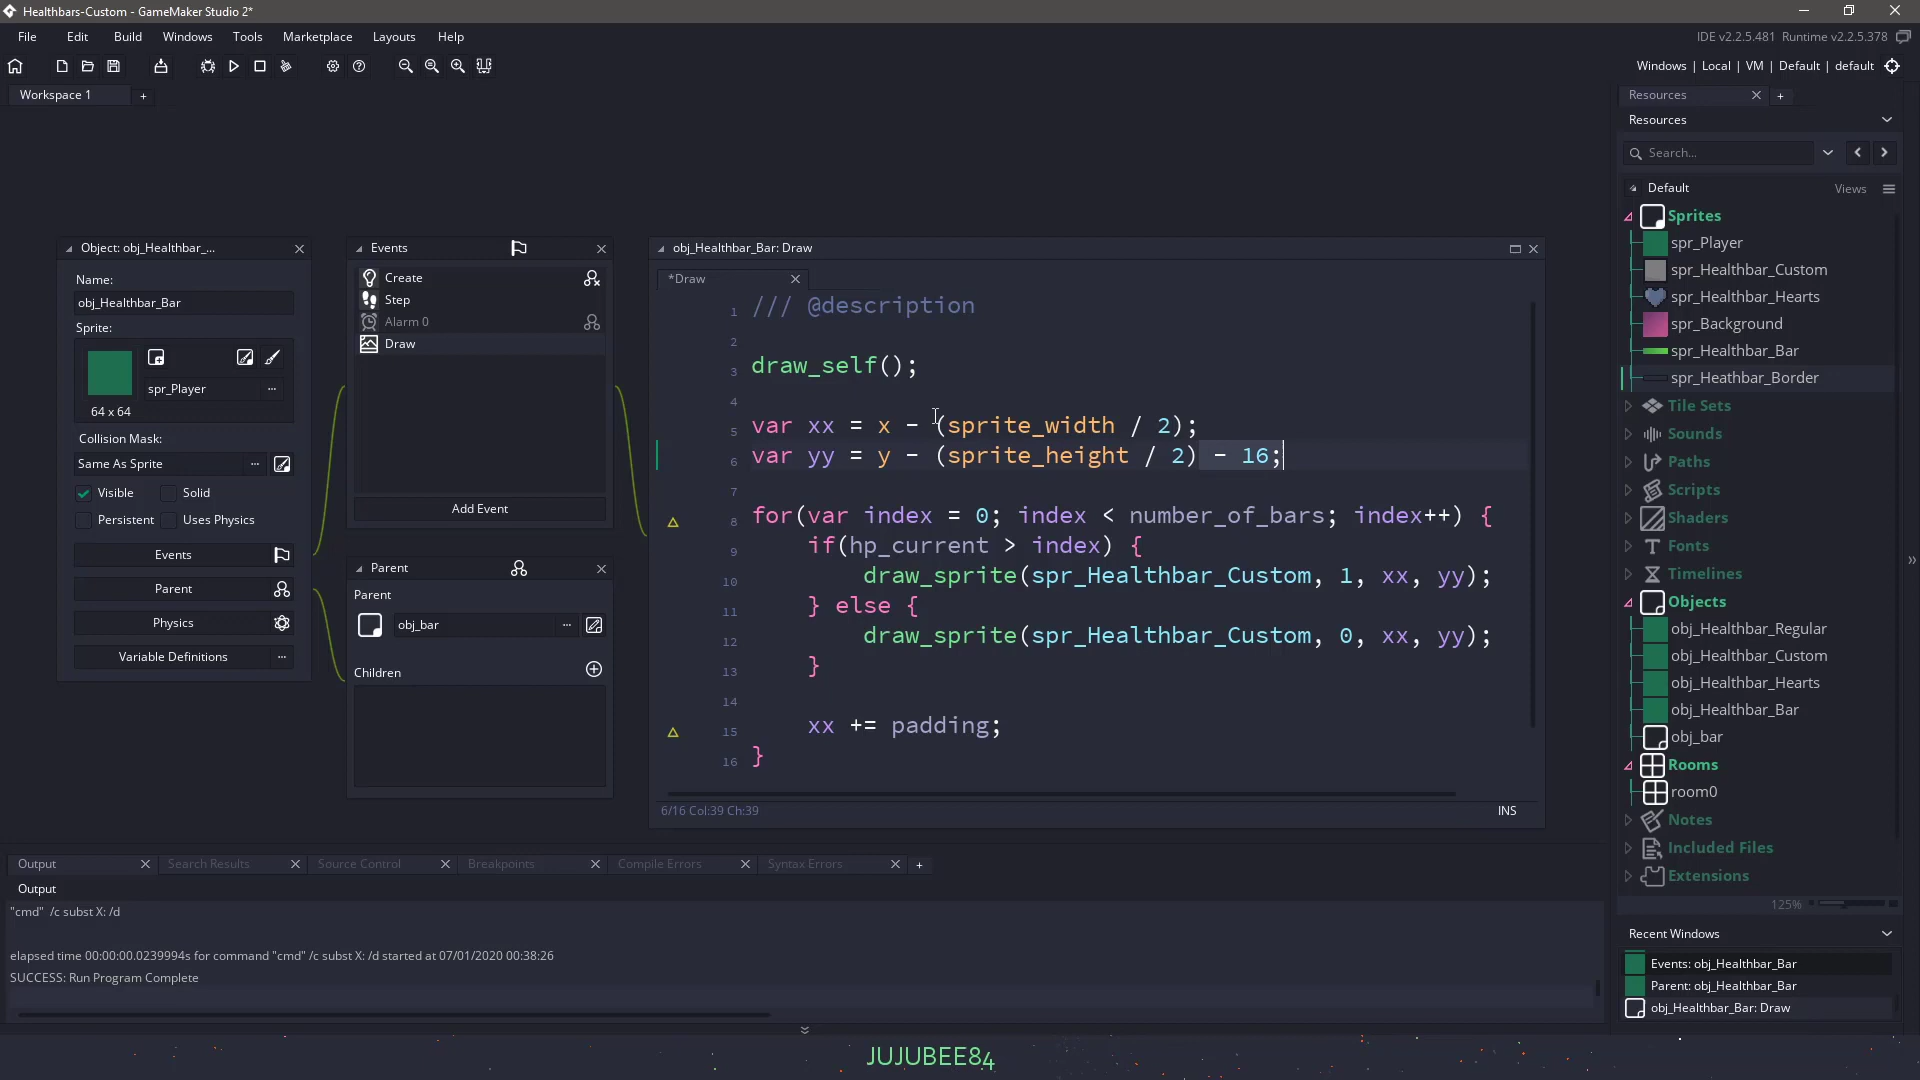 Healthbars-Custom - GameMaker Studio 2*
File Edit Build Windows Tools Marketplace Layouts Help
IDE v2.2.5.481 Runtime v2.2.5.378
Windows | Local | VM | Default | default
Workspace 1 +
Object: obj_Healthbar_...
Name:
obj_Healthbar_Bar
Sprite:
spr_Player
...
64 x 64
Collision Mask:
Same As Sprite ...
Visible Solid
Persistent Uses Physics
Events
Parent
Physics
Variable Definitions ...
Events
Create
Step
Alarm 0
Draw
Add Event
Parent
Parent
obj_bar ...
Children
obj_Healthbar_Bar: Draw
*Draw
1 /// @description
2
3 draw_self();
4
5 var xx = x - (sprite_width / 2);
6 var yy = y - (sprite_height / 2) - 16;
7
8 for(var index = 0; index < number_of_bars; index++) {
9 if(hp_current > index) {
10 draw_sprite(spr_Healthbar_Custom, 1, xx, yy);
11 } else {
12 draw_sprite(spr_Healthbar_Custom, 0, xx, yy);
13 }
14
15 xx += padding;
16 }
6/16 Col:39 Ch:39
INS
Resources +
Resources
Search...
Default Views
Sprites
spr_Player
spr_Healthbar_Custom
spr_Healthbar_Hearts
spr_Background
spr_Healthbar_Bar
spr_Heathbar_Border
Tile Sets
Sounds
Paths
Scripts
Shaders
Fonts
Timelines
Objects
obj_Healthbar_Regular
obj_Healthbar_Custom
obj_Healthbar_Hearts
obj_Healthbar_Bar
obj_bar
Rooms
room0
Notes
Included Files
Extensions
125%
Recent Windows
Events: obj_Healthbar_Bar
Parent: obj_Healthbar_Bar
obj_Healthbar_Bar: Draw
Output Search Results Source Control Breakpoints Compile Errors Syntax Errors +
Output
"cmd" /c subst X: /d
elapsed time 00:00:00.0239994s for command "cmd" /c subst X: /d started at 07/01/2020 00:38:26
SUCCESS: Run Program Complete
JUJUBEE84